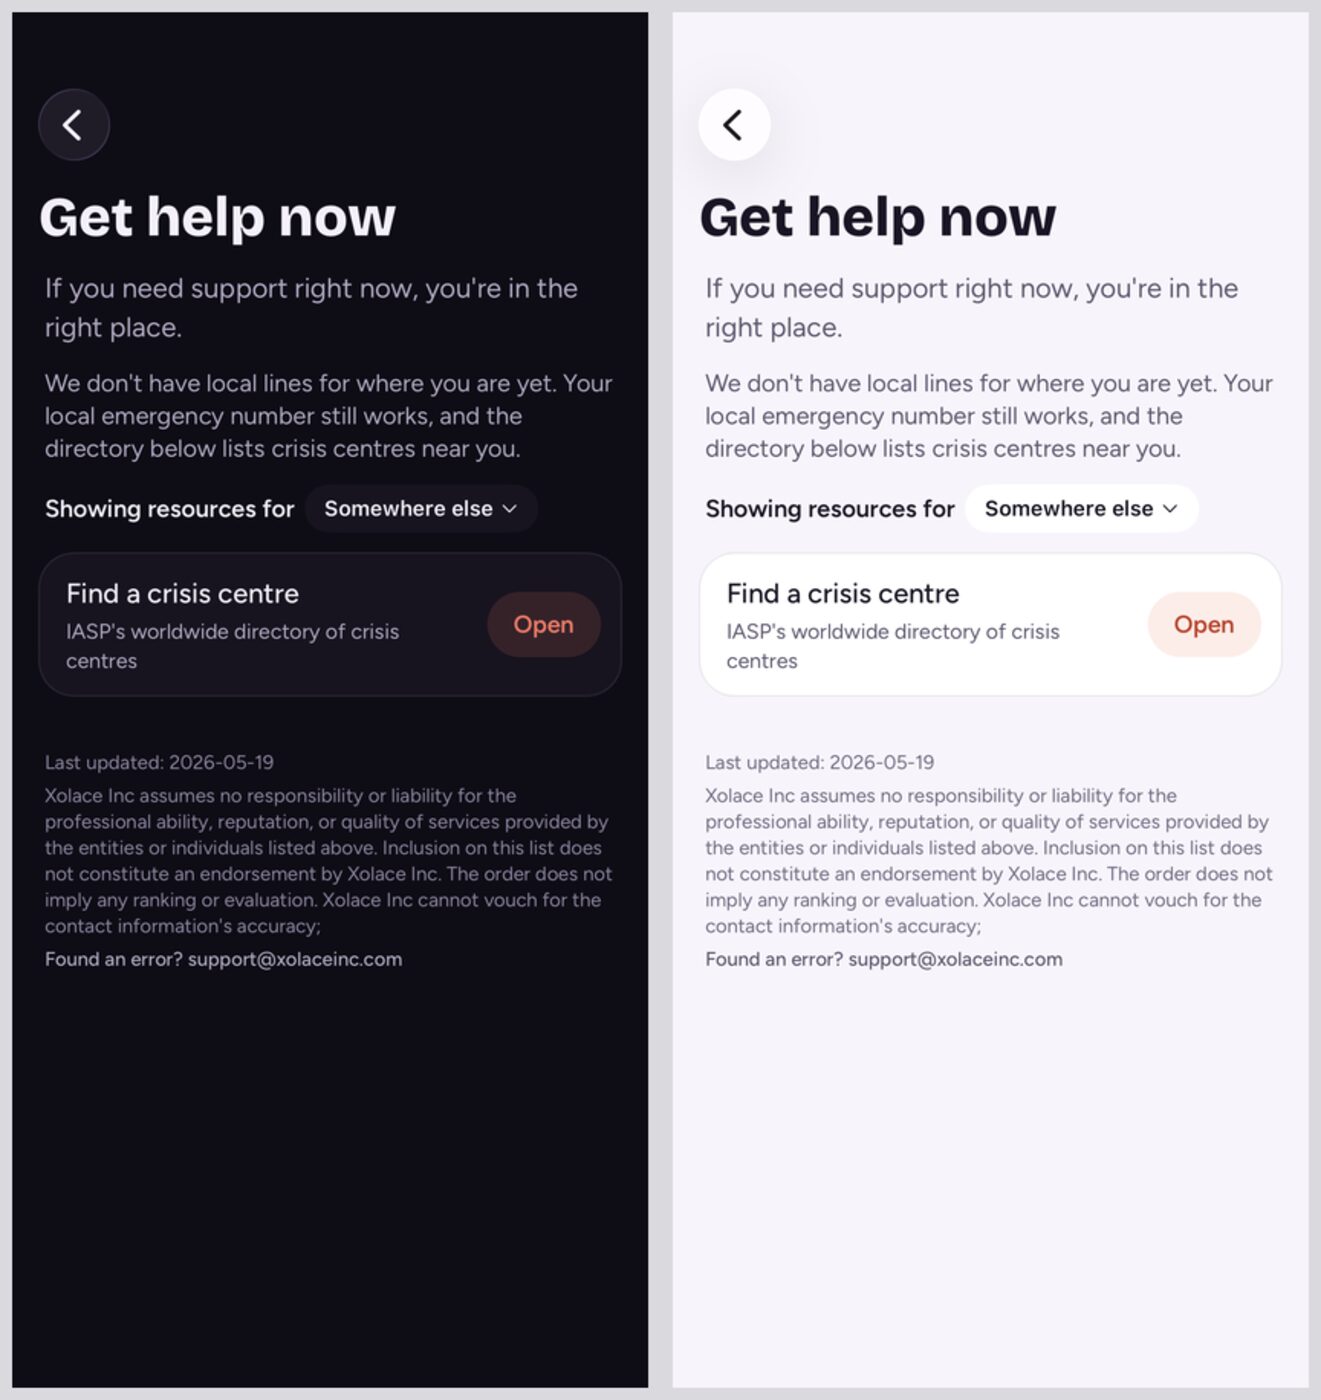 Get help now
If you need support right now, you're in the
right place.
We don't have local lines for where you are yet. Your
local emergency number still works, and the
directory below lists crisis centres near you.
Showing resources for Somewhere else
Find a crisis centre
IASP's worldwide directory of crisis
centres
Open
Last updated: 2026-05-19
Xolace Inc assumes no responsibility or liability for the
professional ability, reputation, or quality of services provided by
the entities or individuals listed above. Inclusion on this list does
not constitute an endorsement by Xolace Inc. The order does not
imply any ranking or evaluation. Xolace Inc cannot vouch for the
contact information's accuracy;
Found an error? support@xolaceinc.com
Get help now
If you need support right now, you're in the
right place.
We don't have local lines for where you are yet. Your
local emergency number still works, and the
directory below lists crisis centres near you.
Showing resources for Somewhere else
Find a crisis centre
IASP's worldwide directory of crisis
centres
Open
Last updated: 2026-05-19
Xolace Inc assumes no responsibility or liability for the
professional ability, reputation, or quality of services provided by
the entities or individuals listed above. Inclusion on this list does
not constitute an endorsement by Xolace Inc. The order does not
imply any ranking or evaluation. Xolace Inc cannot vouch for the
contact information's accuracy;
Found an error? support@xolaceinc.com